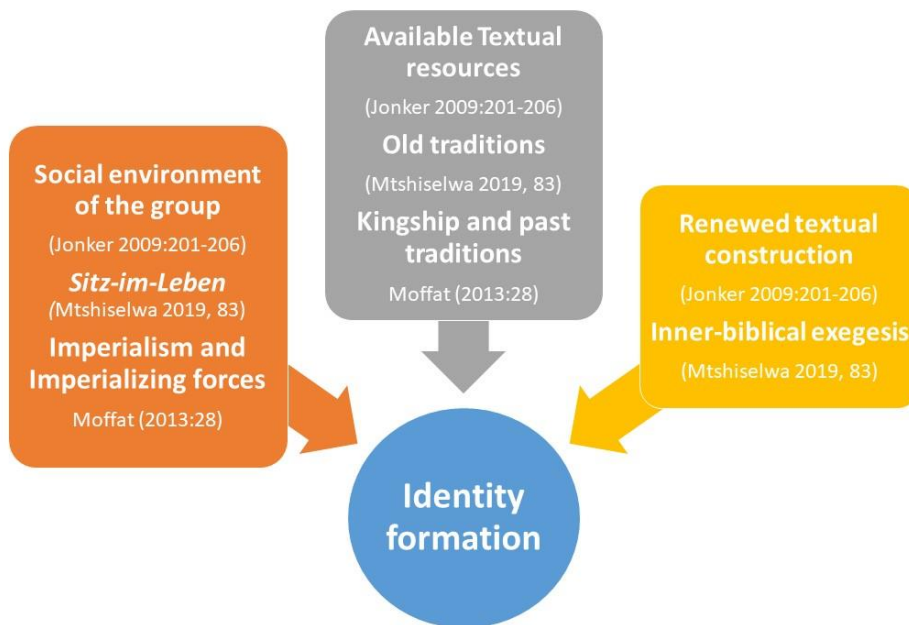 Social environment
of the group
(Jonker 2009:201-206)
Sitz-im-Leben
(Mtshiselwa 2019, 83)
Imperialism and
Imperializing forces
Moffat (2013:28)
Available Textual
resources
(Jonker 2009:201-206)
Old traditions
(Mtshiselwa 2019, 83)
Kingship and past
traditions
Moffat (2013:28)
Renewed textual
construction
(Jonker 2009:201-206)
Inner-biblical exegesis
(Mtshiselwa 2019, 83)
Identity
formation